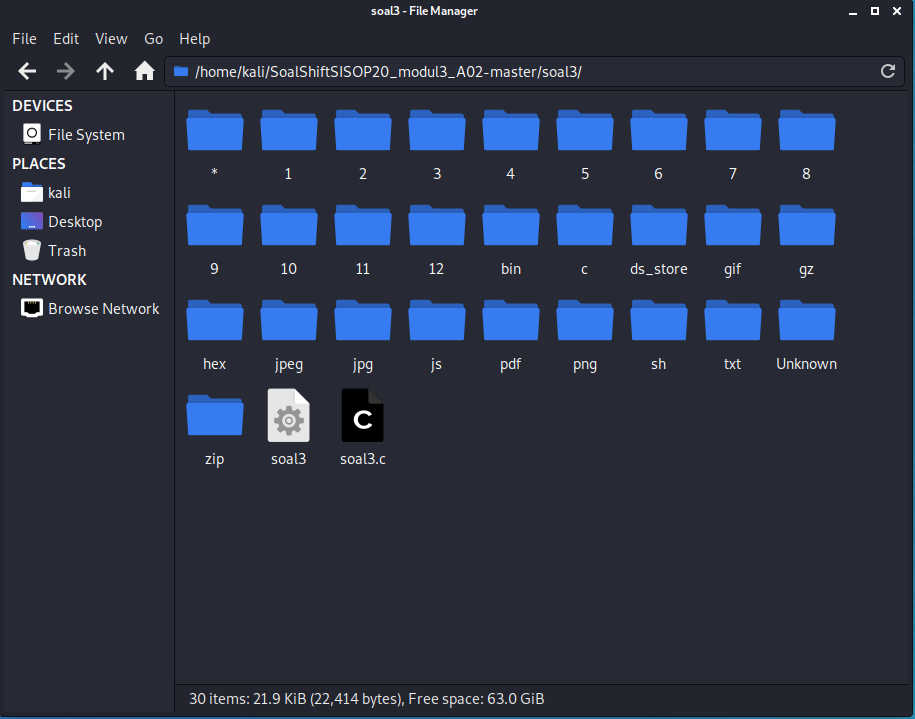 soal3 - File Manager
File Edit View Go Help
/home/kali/SoalShiftSISOP20_modul3_A02-master/soal3/
DEVICES
File System
PLACES
kali
Desktop
Trash
NETWORK
Browse Network
* 1 2 3 4 5 6 7 8
9 10 11 12 bin c ds_store gif gz
hex jpeg jpg js pdf png sh txt Unknown
C
zip soal3 soal3.c
30 items: 21.9 KiB (22,414 bytes), Free space: 63.0 GiB